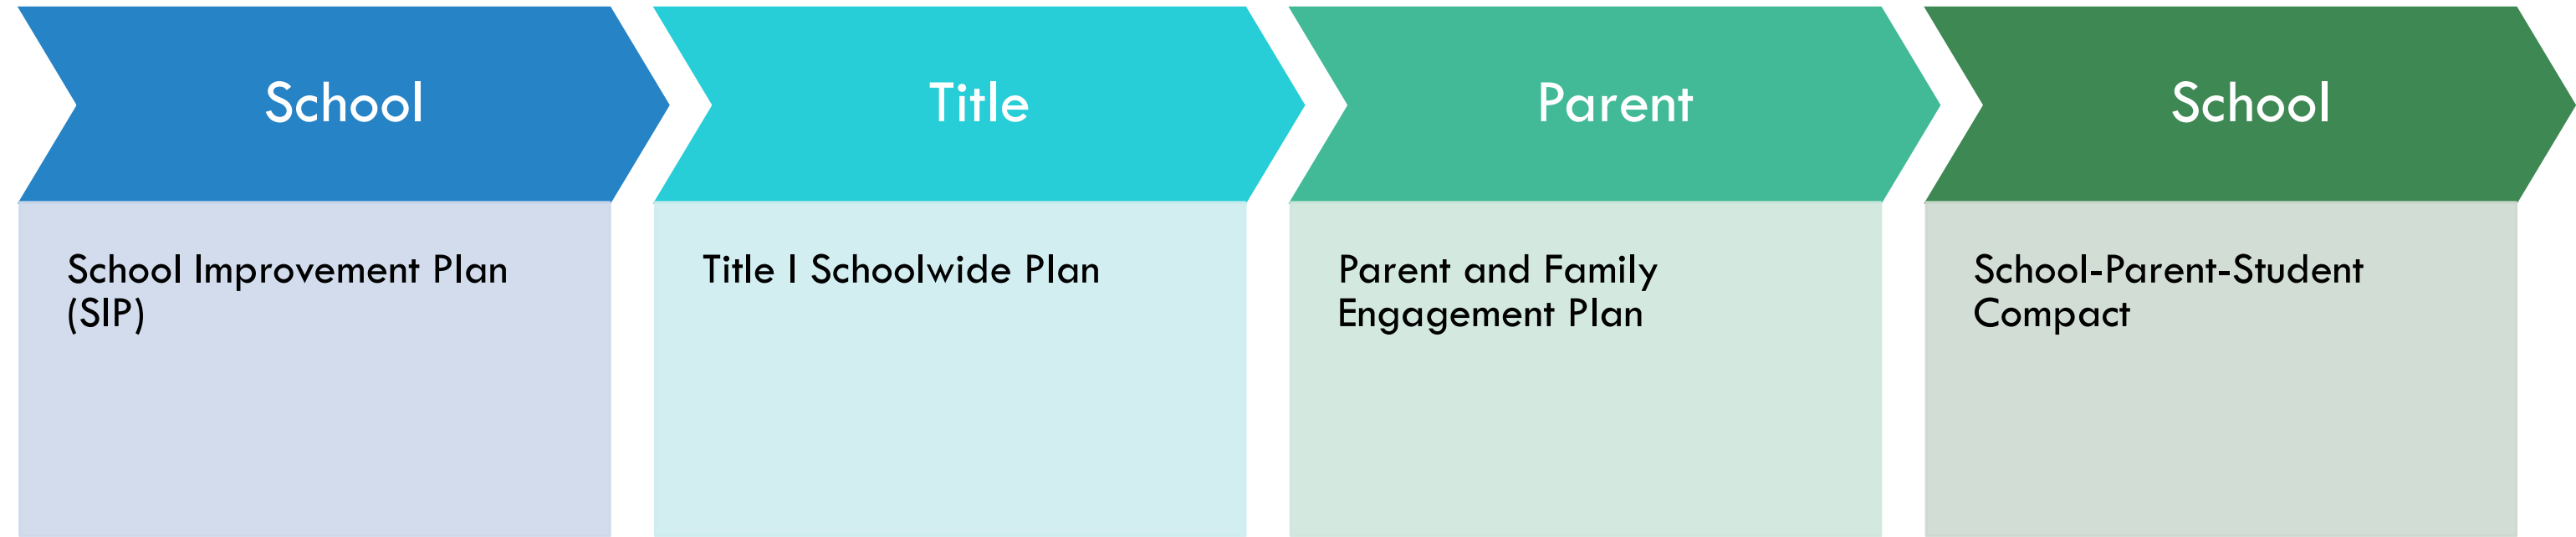 School
School Improvement Plan
(SIP)
Title
Title I Schoolwide Plan
Parent
Parent and Family
Engagement Plan
School
School-Parent-Student
Compact